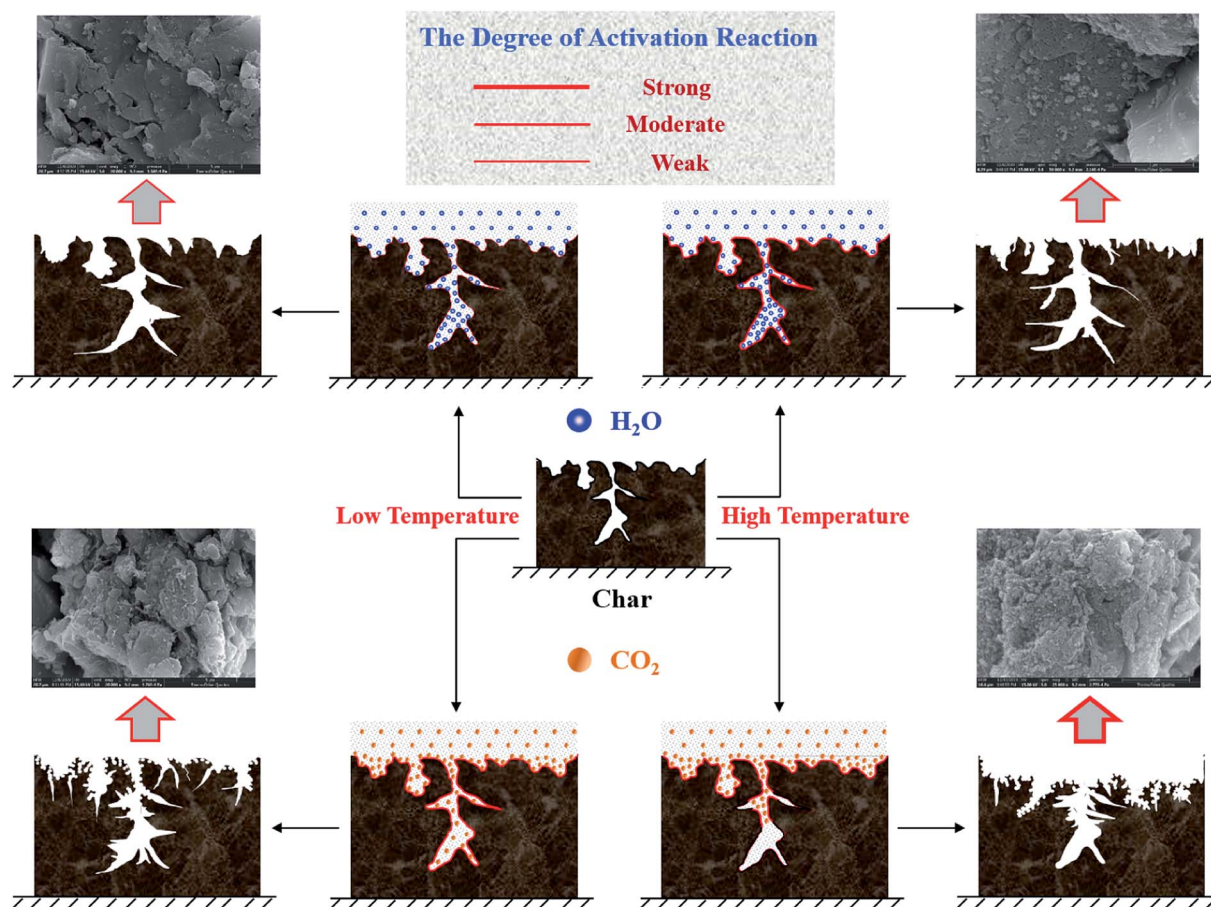 The Degree of Activation Reaction
Strong
Moderate
Weak
H₂O
Low Temperature
High Temperature
Char
CO₂